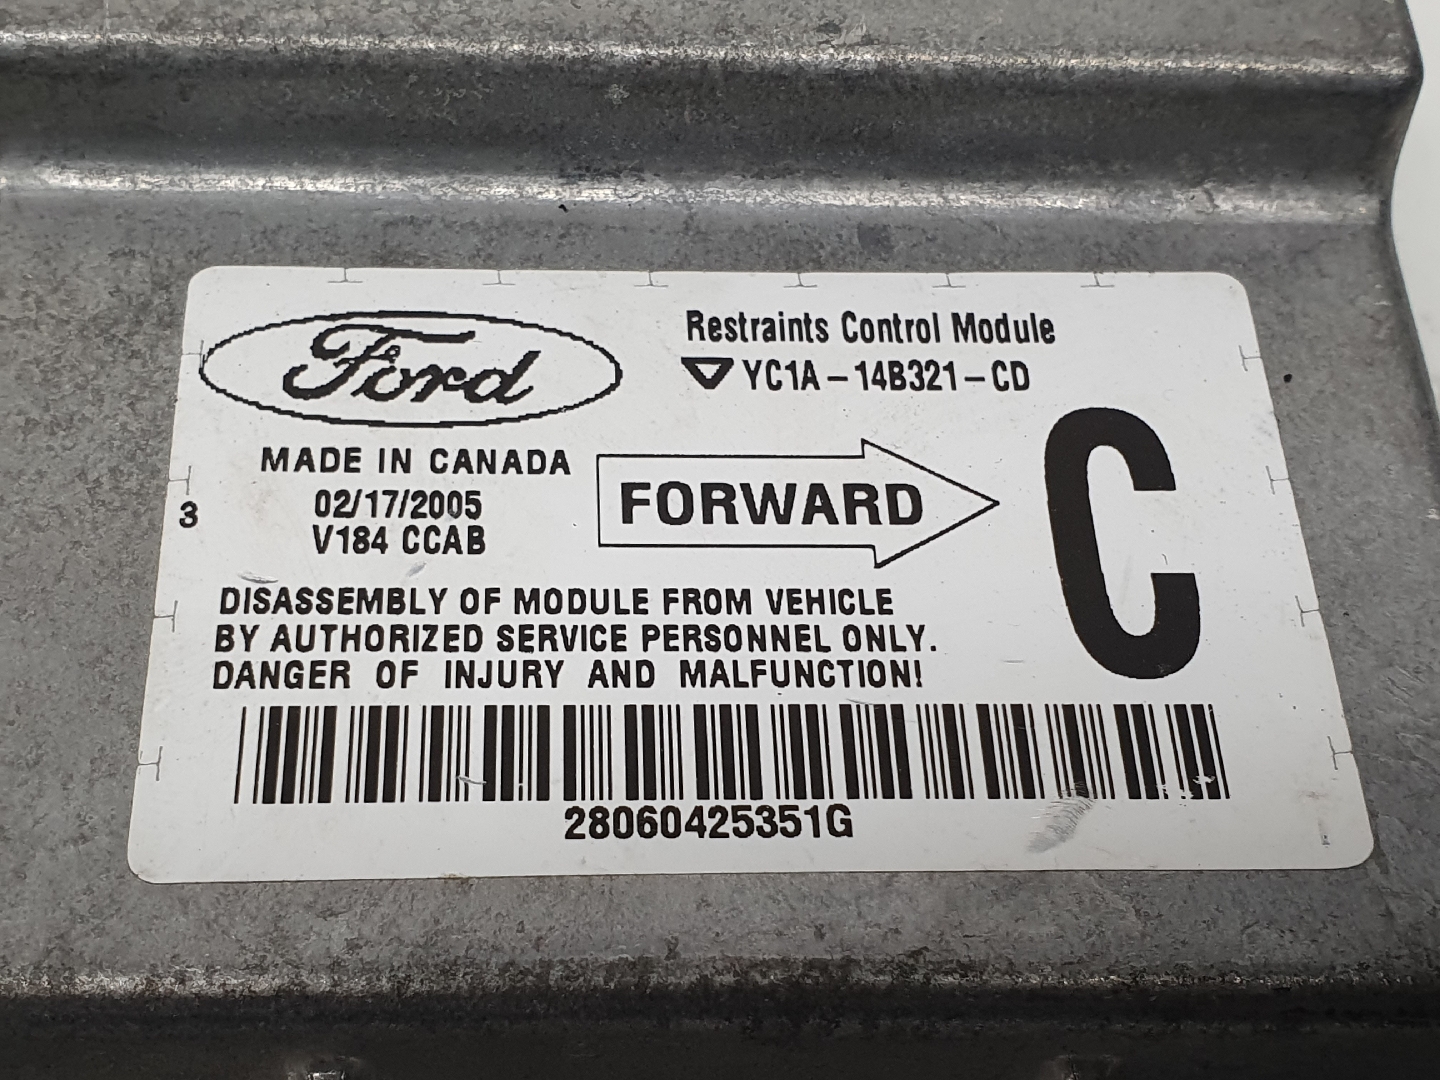 Ford
Restraints Control Module
YC1A-14B321-CD
C
MADE IN CANADA
02/17/2005
V184 CCAB
3
FORWARD
DISASSEMBLY OF MODULE FROM VEHICLE
BY AUTHORIZED SERVICE PERSONNEL ONLY.
DANGER OF INJURY AND MALFUNCTION!
28060425351G